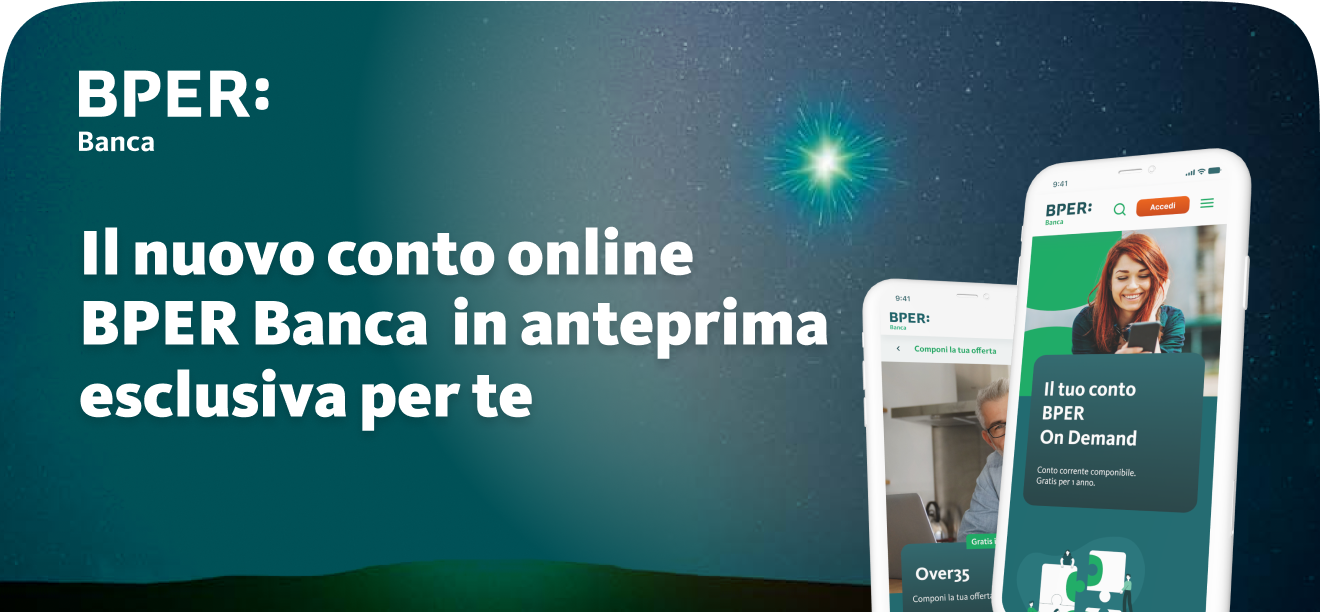 BPER:
Banca
Il nuovo conto online
BPER Banca in anteprima
esclusiva per te
9:41
BPER:
Banca
Componi la tua offerta
Gratis
Over35
Componi la tua offerta
9:41
BPER:
Banca
Accedi
Il tuo conto
BPER
On Demand
Conto corrente componibile.
Gratis per 1 anno.